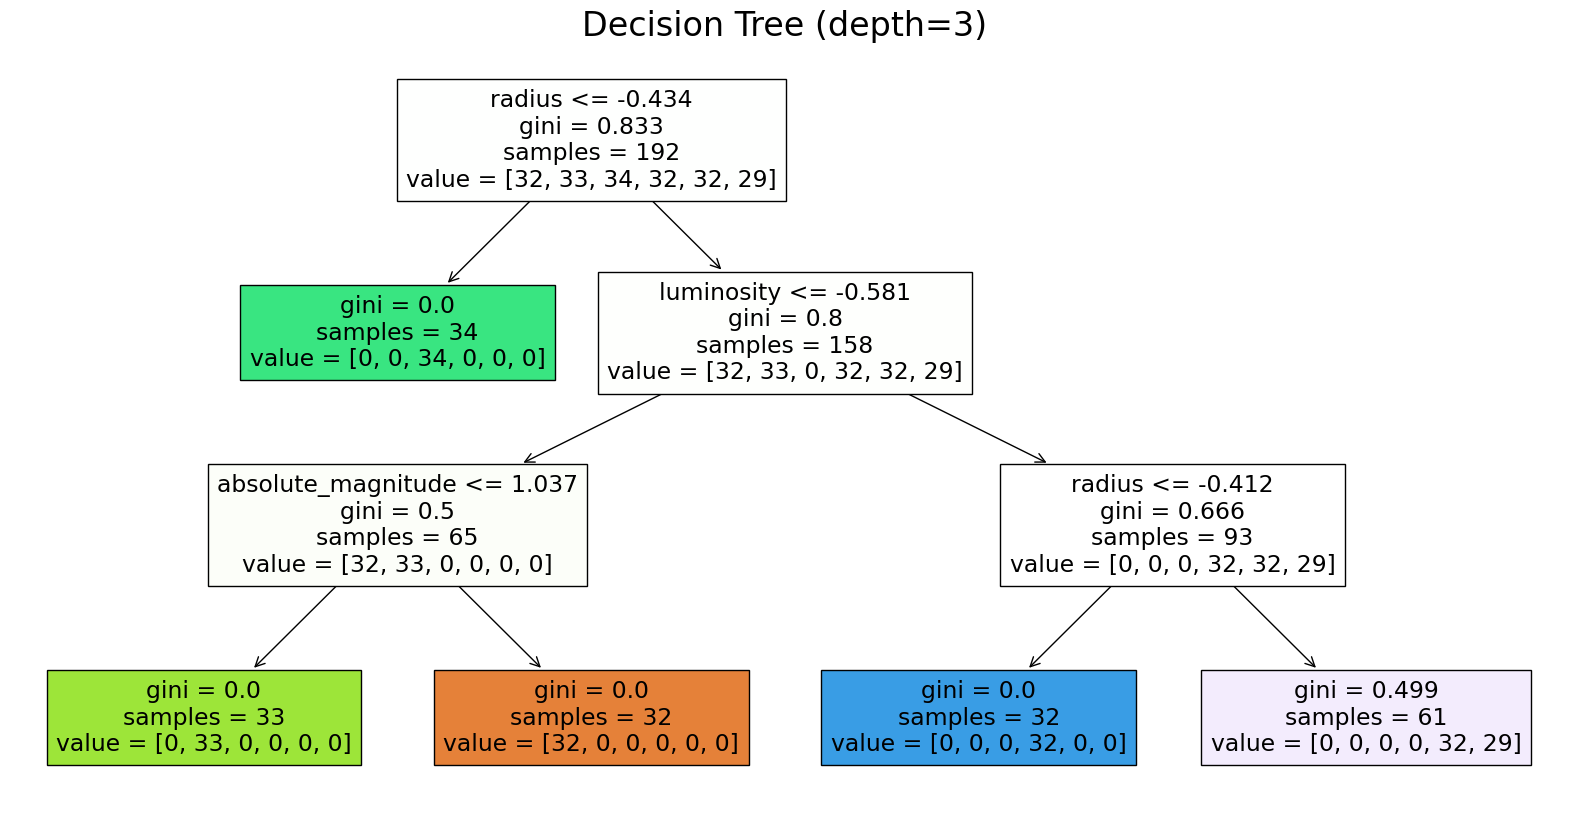 Decision Tree (depth=3)
radius <= -0.434
gini = 0.833
samples = 192
value = [32, 33, 34, 32, 32, 29]
gini = 0.0
samples = 34
value = [0, 0, 34, 0, 0, 0]
luminosity <= -0.581
gini = 0.8
samples = 158
value = [32, 33, 0, 32, 32, 29]
absolute_magnitude <= 1.037
gini = 0.5
samples = 65
value = [32, 33, 0, 0, 0, 0]
radius <= -0.412
gini = 0.666
samples = 93
value = [0, 0, 0, 32, 32, 29]
gini = 0.0
samples = 33
value = [0, 33, 0, 0, 0, 0]
gini = 0.0
samples = 32
value = [32, 0, 0, 0, 0, 0]
gini = 0.0
samples = 32
value = [0, 0, 0, 32, 0, 0]
gini = 0.499
samples = 61
value = [0, 0, 0, 0, 32, 29]